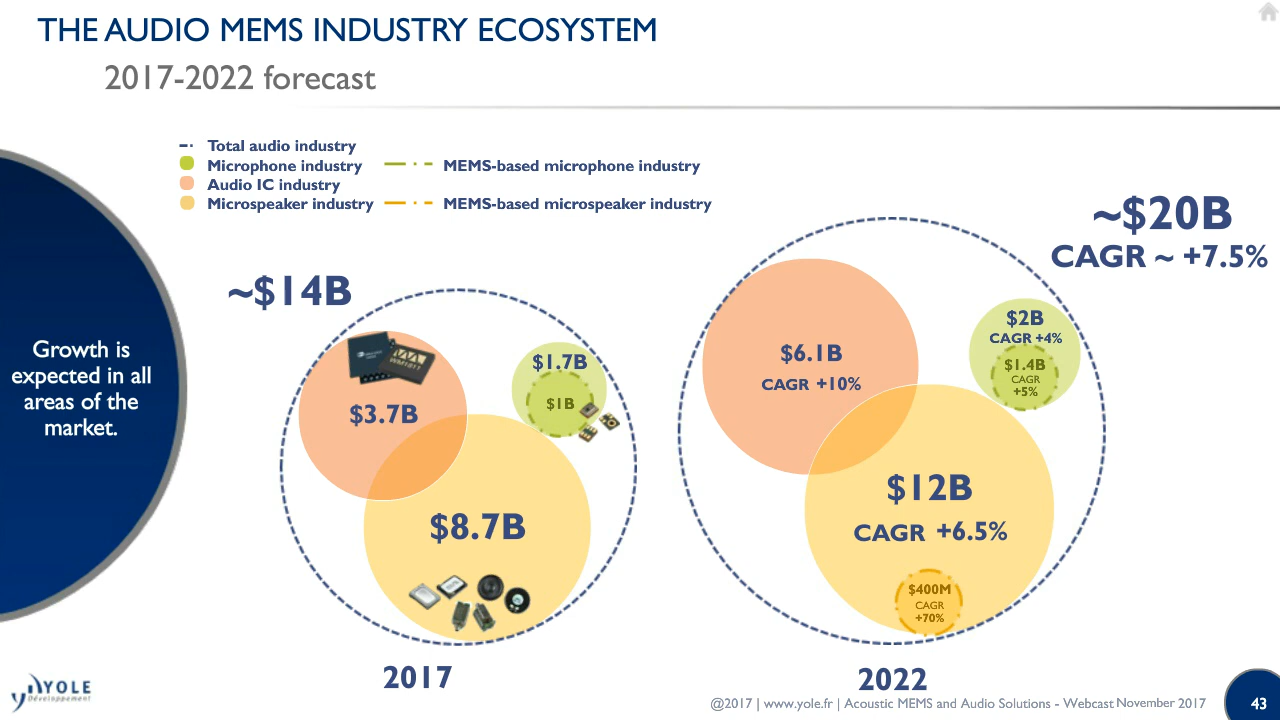 THE AUDIO MEMS INDUSTRY ECOSYSTEM
2017-2022 forecast
Total audio industry
Microphone industry
MEMS-based microphone industry
Audio IC industry
Microspeaker industry
MEMS-based microspeaker industry
Growth is
expected in all
areas of the
market.
~$14B
$3.7B
$1.7B
$1B
$8.7B
2017
~$20B
CAGR ~ +7.5%
$6.1B
CAGR +10%
$2B
CAGR +4%
$1.4B
CAGR
+5%
$12B
CAGR +6.5%
$400M
CAGR
+70%
2022
YOLE
Développement
@2017 | www.yole.fr | Acoustic MEMS and Audio Solutions - Webcast November 2017
43